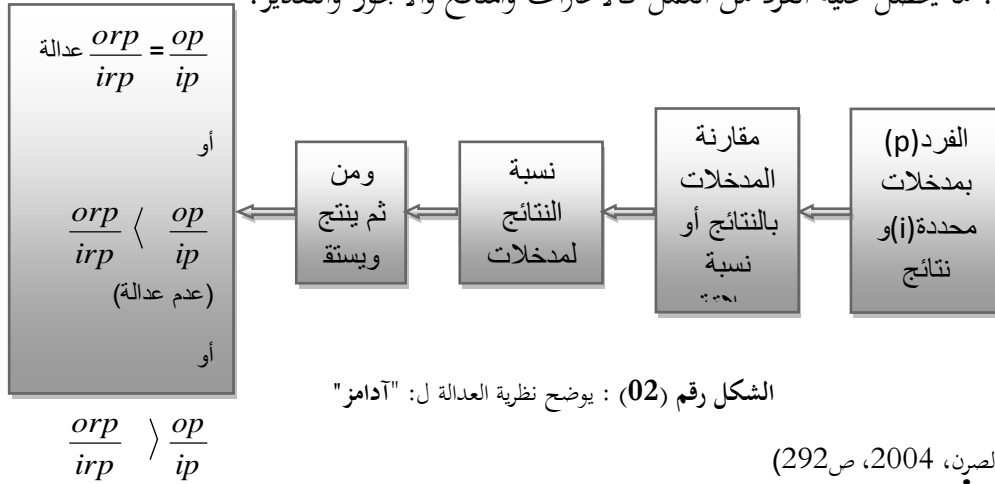 ما يحصل عليه الفرد من العمل كالاجازات والمنافع والأجور والتقدير.
الفرد(p)
بمدخلات
محددة(i)و
نتائج
مقارنة
المدخلات
بالنتائج أو
نسبة
نسبة
النتائج
لمدخلات
ومن
ثم ينتج
ويستق
عدالة orp/irp = op/ip
أو
orp/irp 〈 op/ip
(عدم عدالة)
أو
orp/irp 〉 op/ip
الشكل رقم (02) : يوضح نظرية العدالة ل: "آدامز"
لصرن، 2004، ص292)